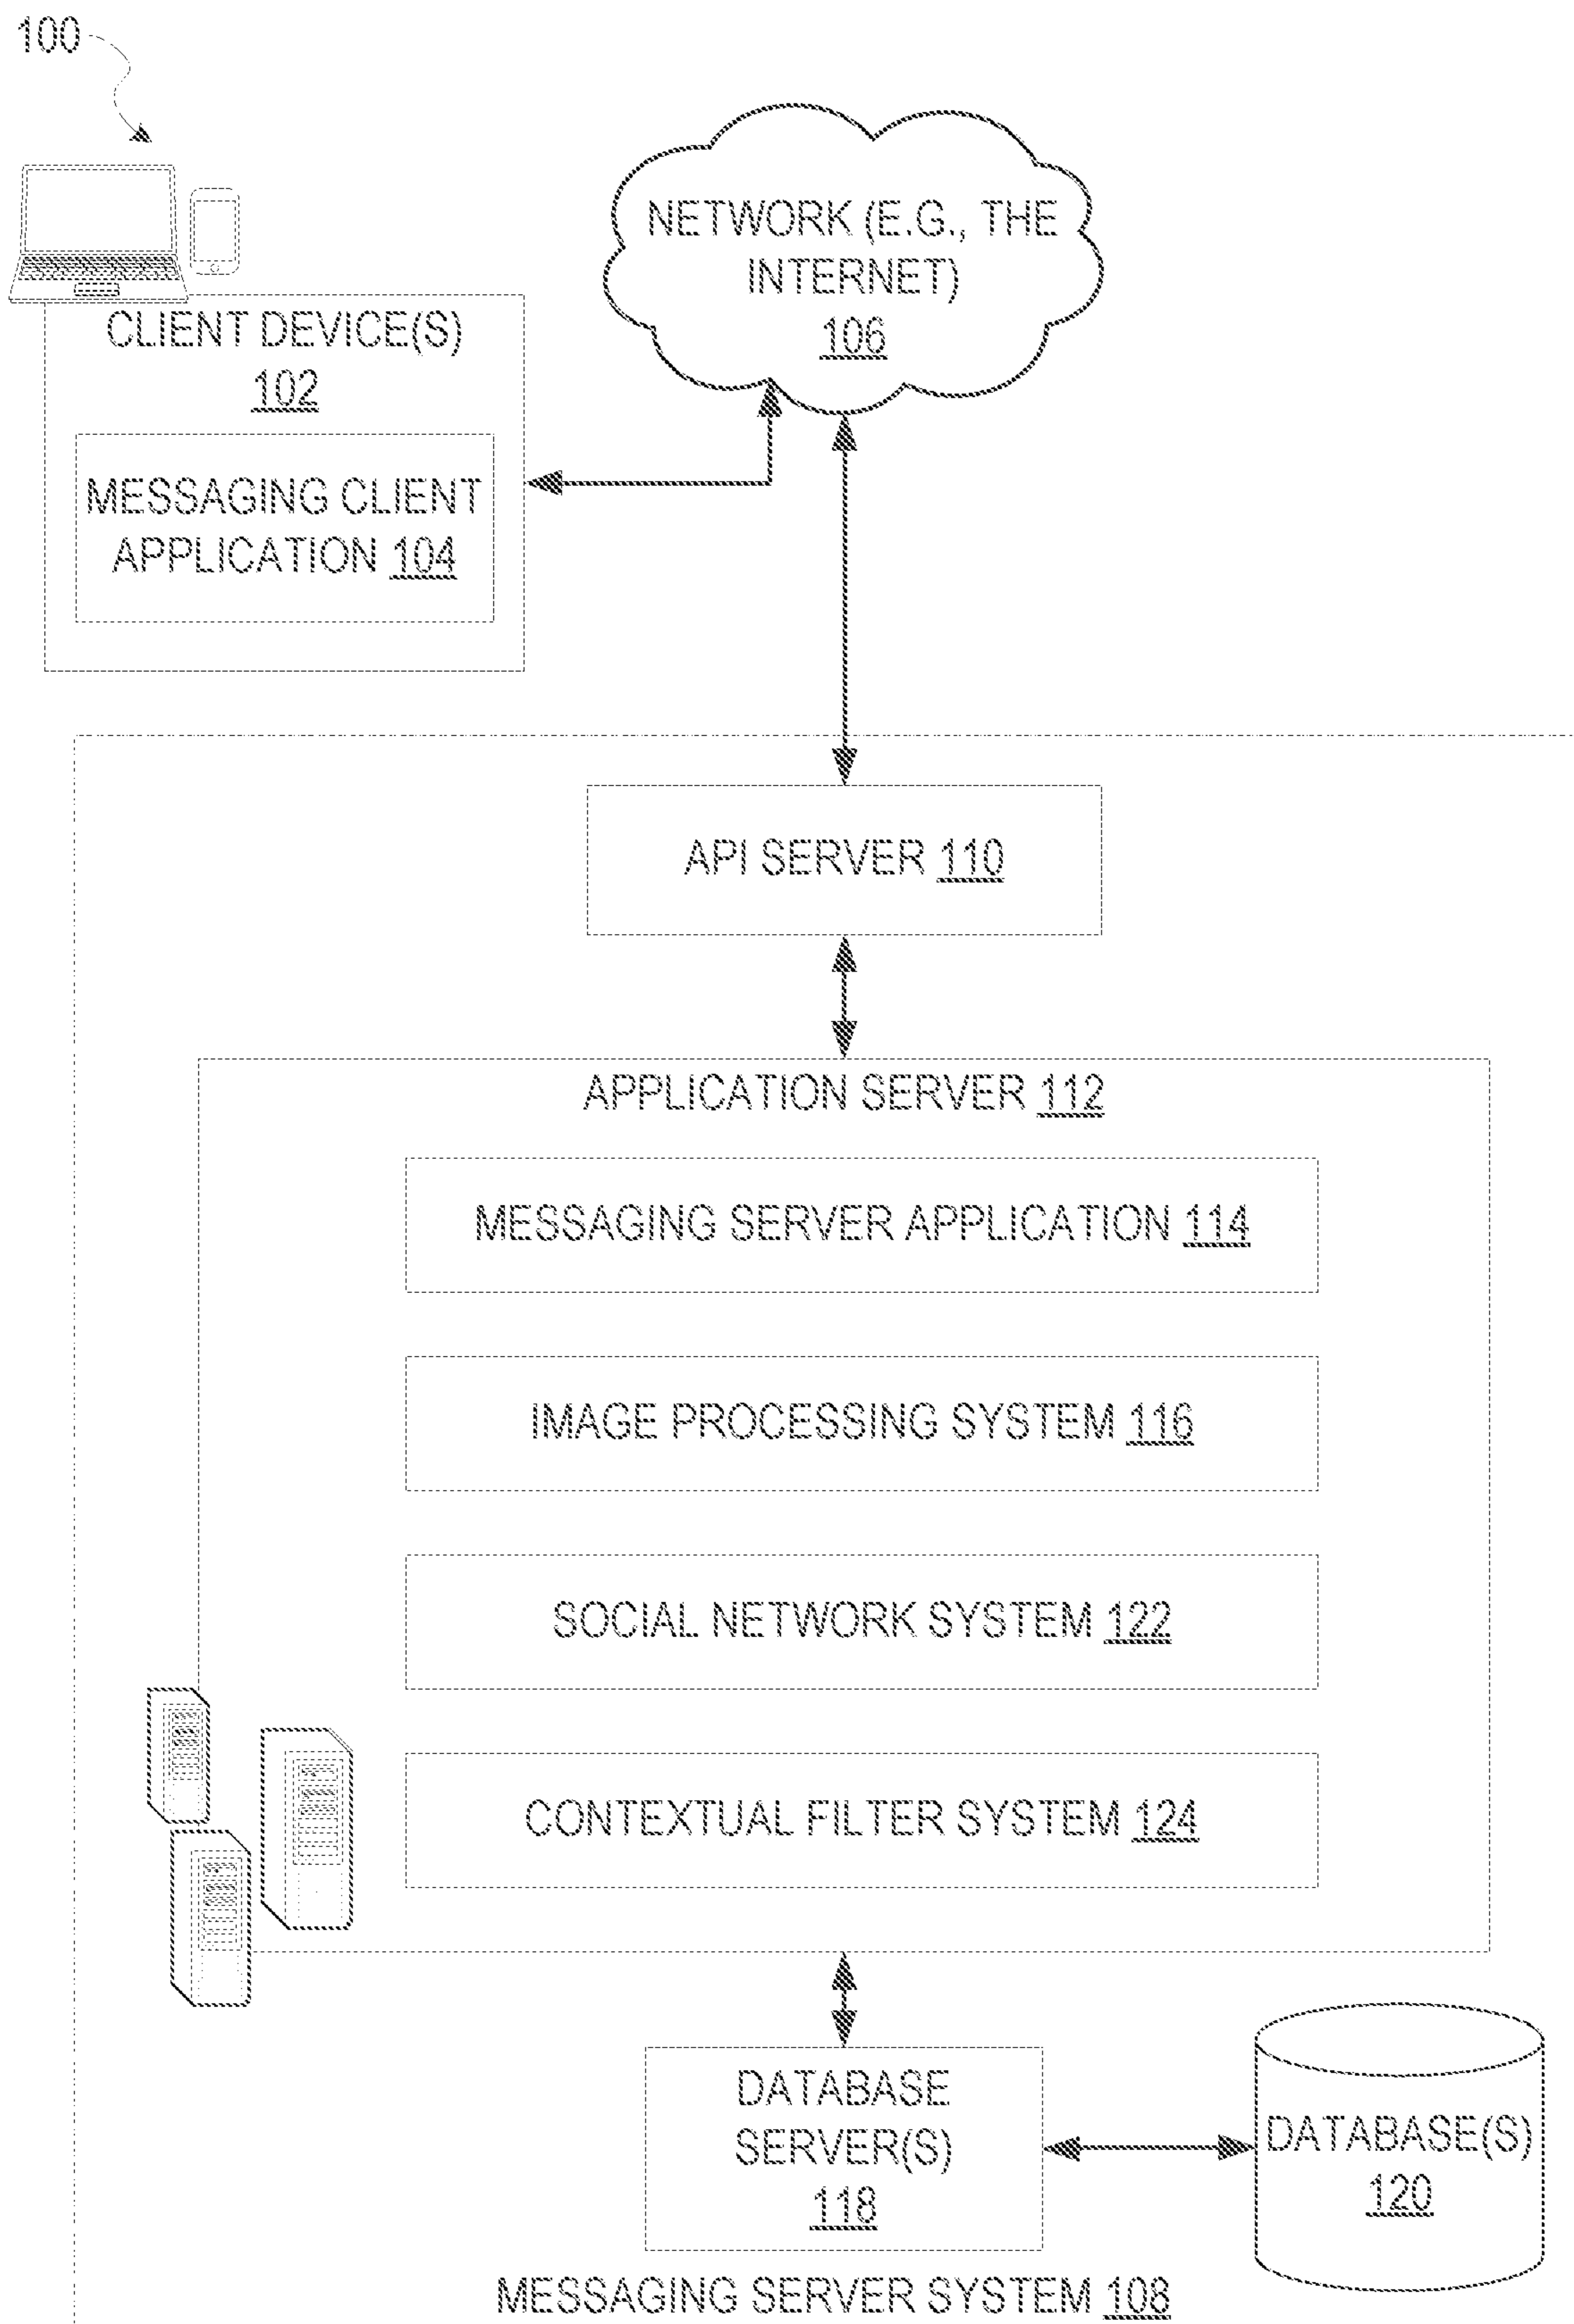 100
NETWORK (E.G., THE
INTERNET)
106
CLIENT DEVICE(S)
102
MESSAGING CLIENT
APPLICATION 104
API SERVER 110
APPLICATION SERVER 112
MESSAGING SERVER APPLICATION 114
IMAGE PROCESSING SYSTEM 116
SOCIAL NETWORK SYSTEM 122
CONTEXTUAL FILTER SYSTEM 124
DATABASE
SERVER(S)
118
DATABASE(S)
120
MESSAGING SERVER SYSTEM 108